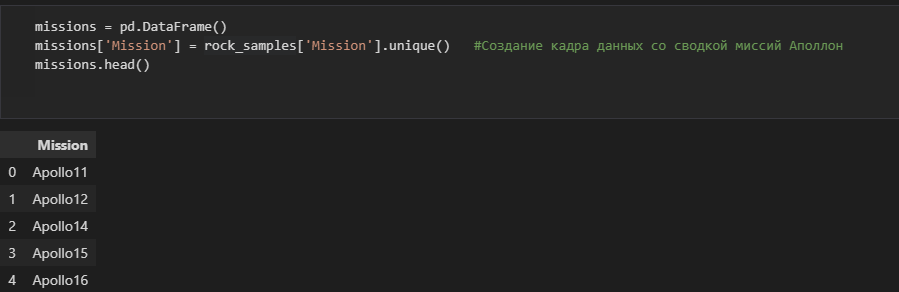 missions = pd.DataFrame()
missions['Mission'] = rock_samples['Mission'].unique()   #Создание кадра данных со сводкой миссий Аполлон
missions.head()
Mission
0 Apollo11
1 Apollo12
2 Apollo14
3 Apollo15
4 Apollo16